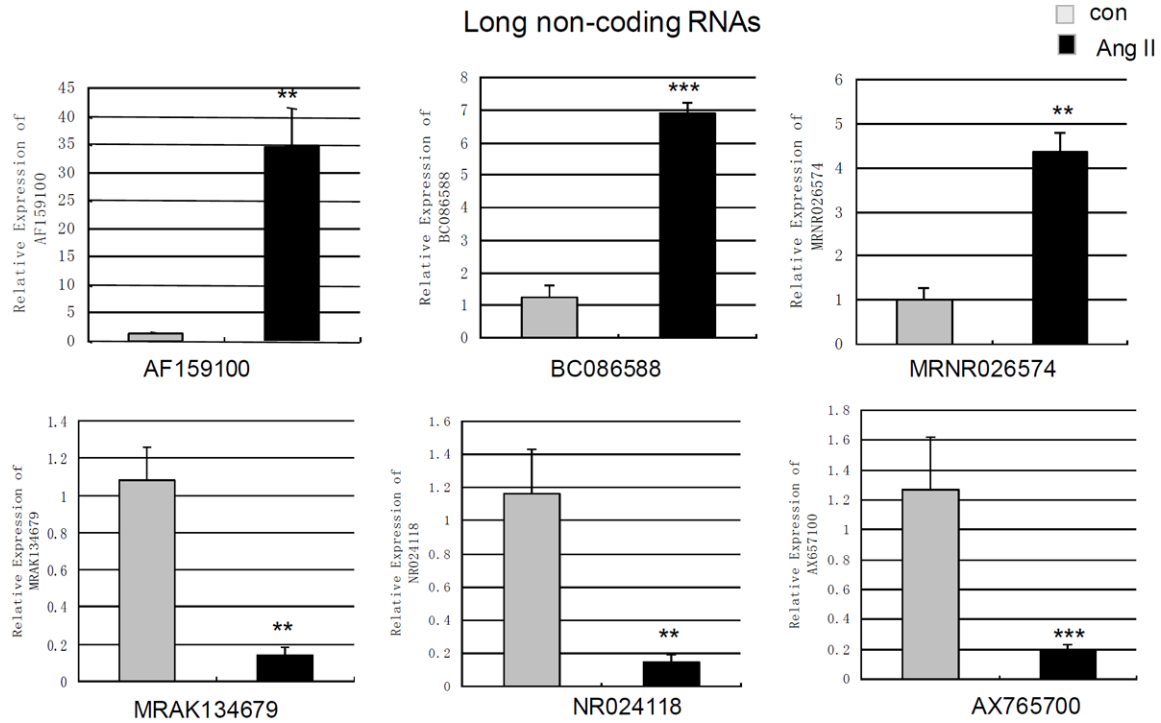 Long non-coding RNAs
con
Ang II
Relative Expression of
AF159100
45
40
35
30
25
20
15
10
5
0
**
AF159100
Relative Expression of
BC086588
8
7
6
5
4
3
2
1
0
***
BC086588
Relative Expression of
MRNR026574
6
5
4
3
2
1
0
**
MRNR026574
Relative Expression of
MRAK134679
1.4
1.2
1
0.8
0.6
0.4
0.2
0
**
MRAK134679
Relative Expression of
NR024118
1.6
1.4
1.2
1
0.8
0.6
0.4
0.2
0
**
NR024118
Relative Expression of
AX657100
1.8
1.6
1.4
1.2
1
0.8
0.6
0.4
0.2
0
***
AX765700